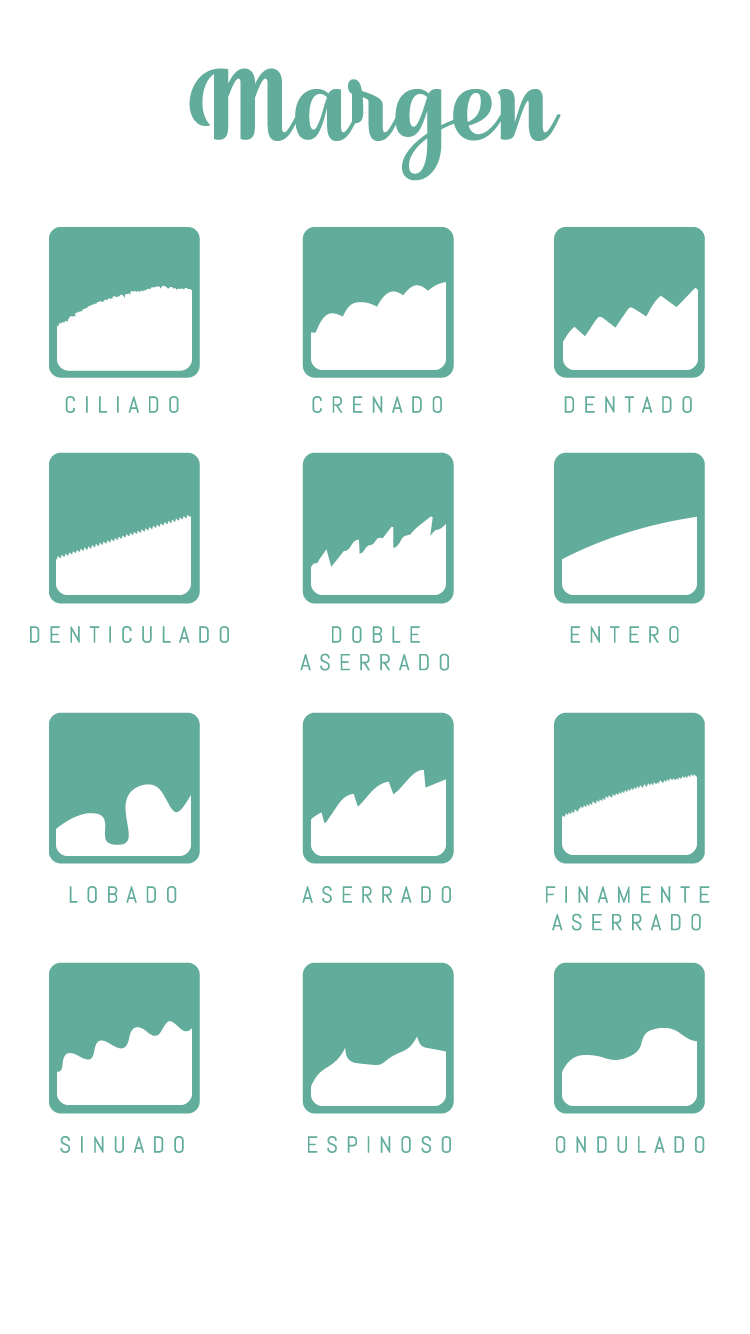 Margen
CILIADO
CRENADO
DENTADO
DENTICULADO
DOBLE
ASERRADO
ENTERO
LOBADO
ASERRADO
FINAMENTE
ASERRADO
SINUADO
ESPINOSO
ONDULADO